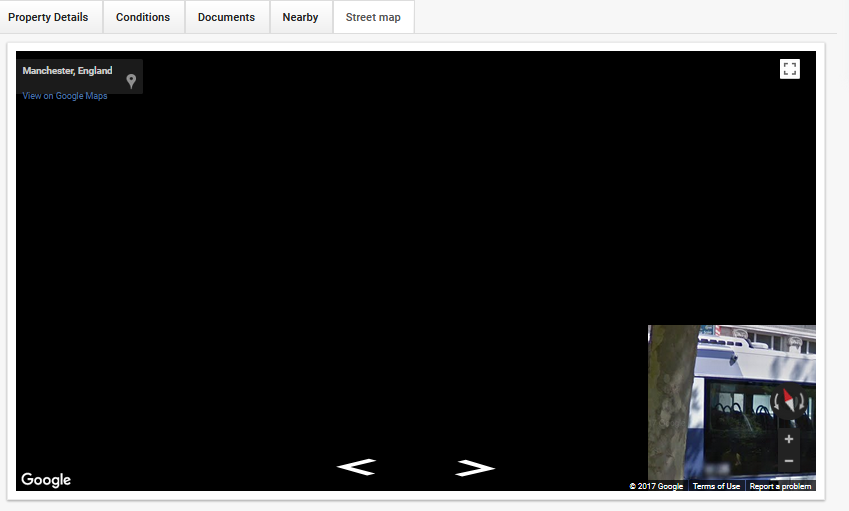 Property Details
Conditions
Documents
Nearby
Street map
Manchester, England
View on Google Maps
Google
© 2017 Google
Terms of Use
Report a problem